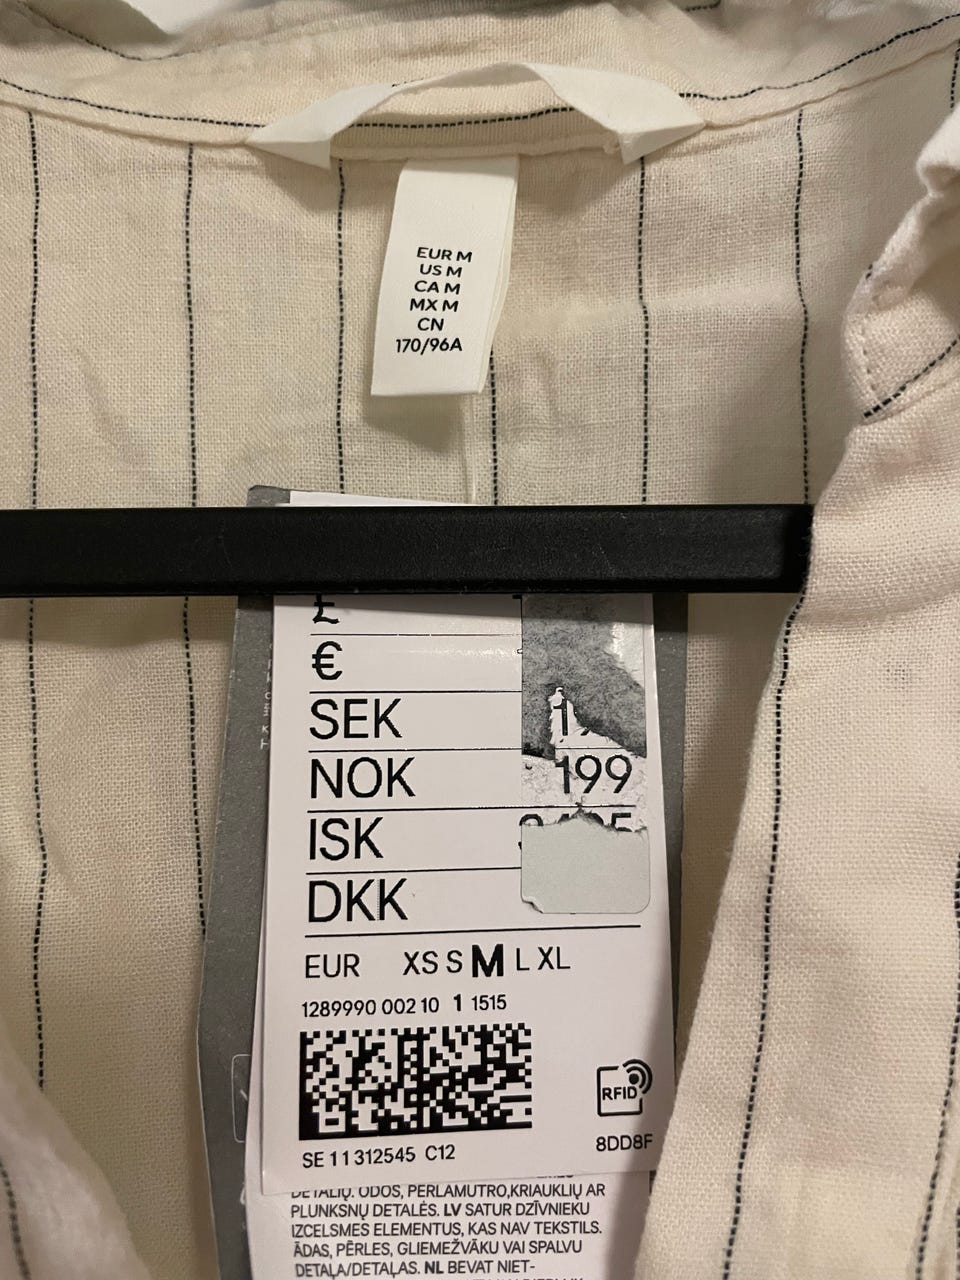 EUR M
US M
CA M
MX M
CN
170/96A
£
€
SEK
NOK 199
ISK
DKK
EUR XS S M L XL
1289990 002 10 1 1515
RFID
SE 11 312545 C12 8DD8F
DETALIŲ. ODOS, PERLAMUTRO,KRIAUKLIŲ AR
PLUNKSNŲ DETALĖS. LV SATUR DZĪVNIEKU
IZCELSMES ELEMENTUS, KAS NAV TEKSTILS.
ĀDAS, PĒRLES, GLIEMEŽVĀKU VAI SPALVU
DETAĻA/DETAĻAS. NL BEVAT NIET-